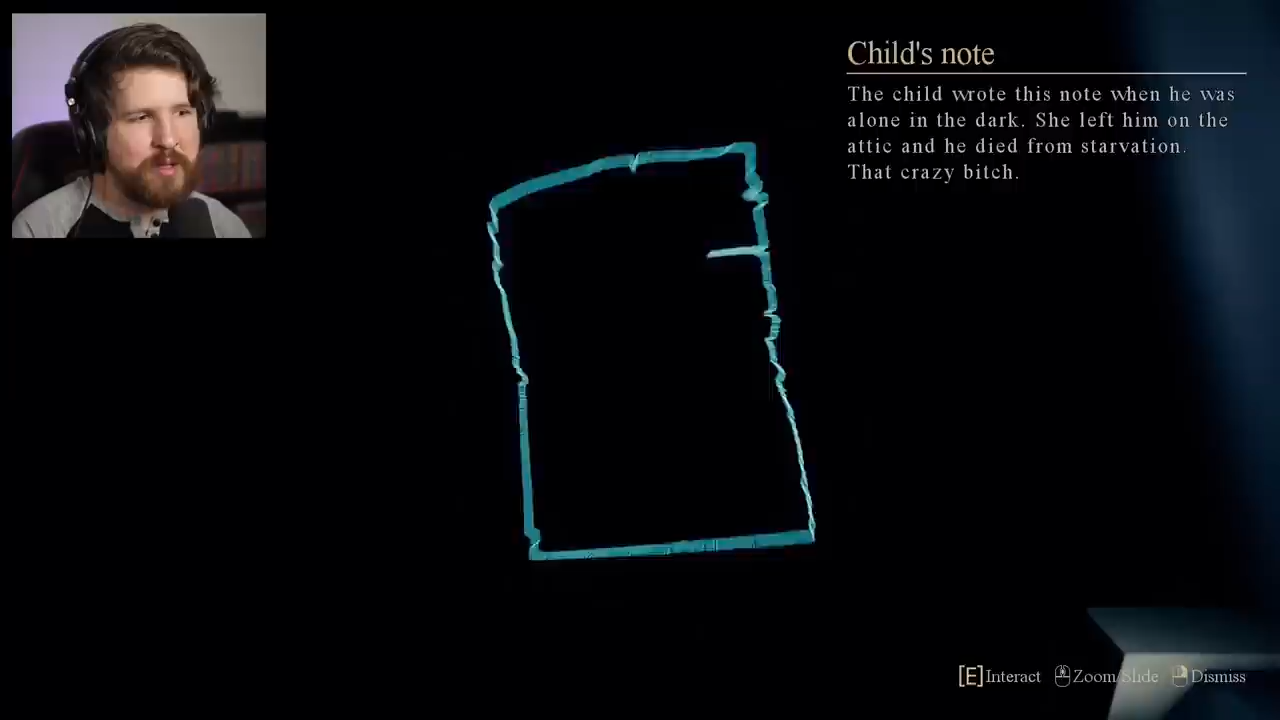 Child's note
The child wrote this note when he was
alone in the dark. She left him on the
attic and he died from starvation.
That crazy bitch.
[E]Interact Zoom/Slide Dismiss